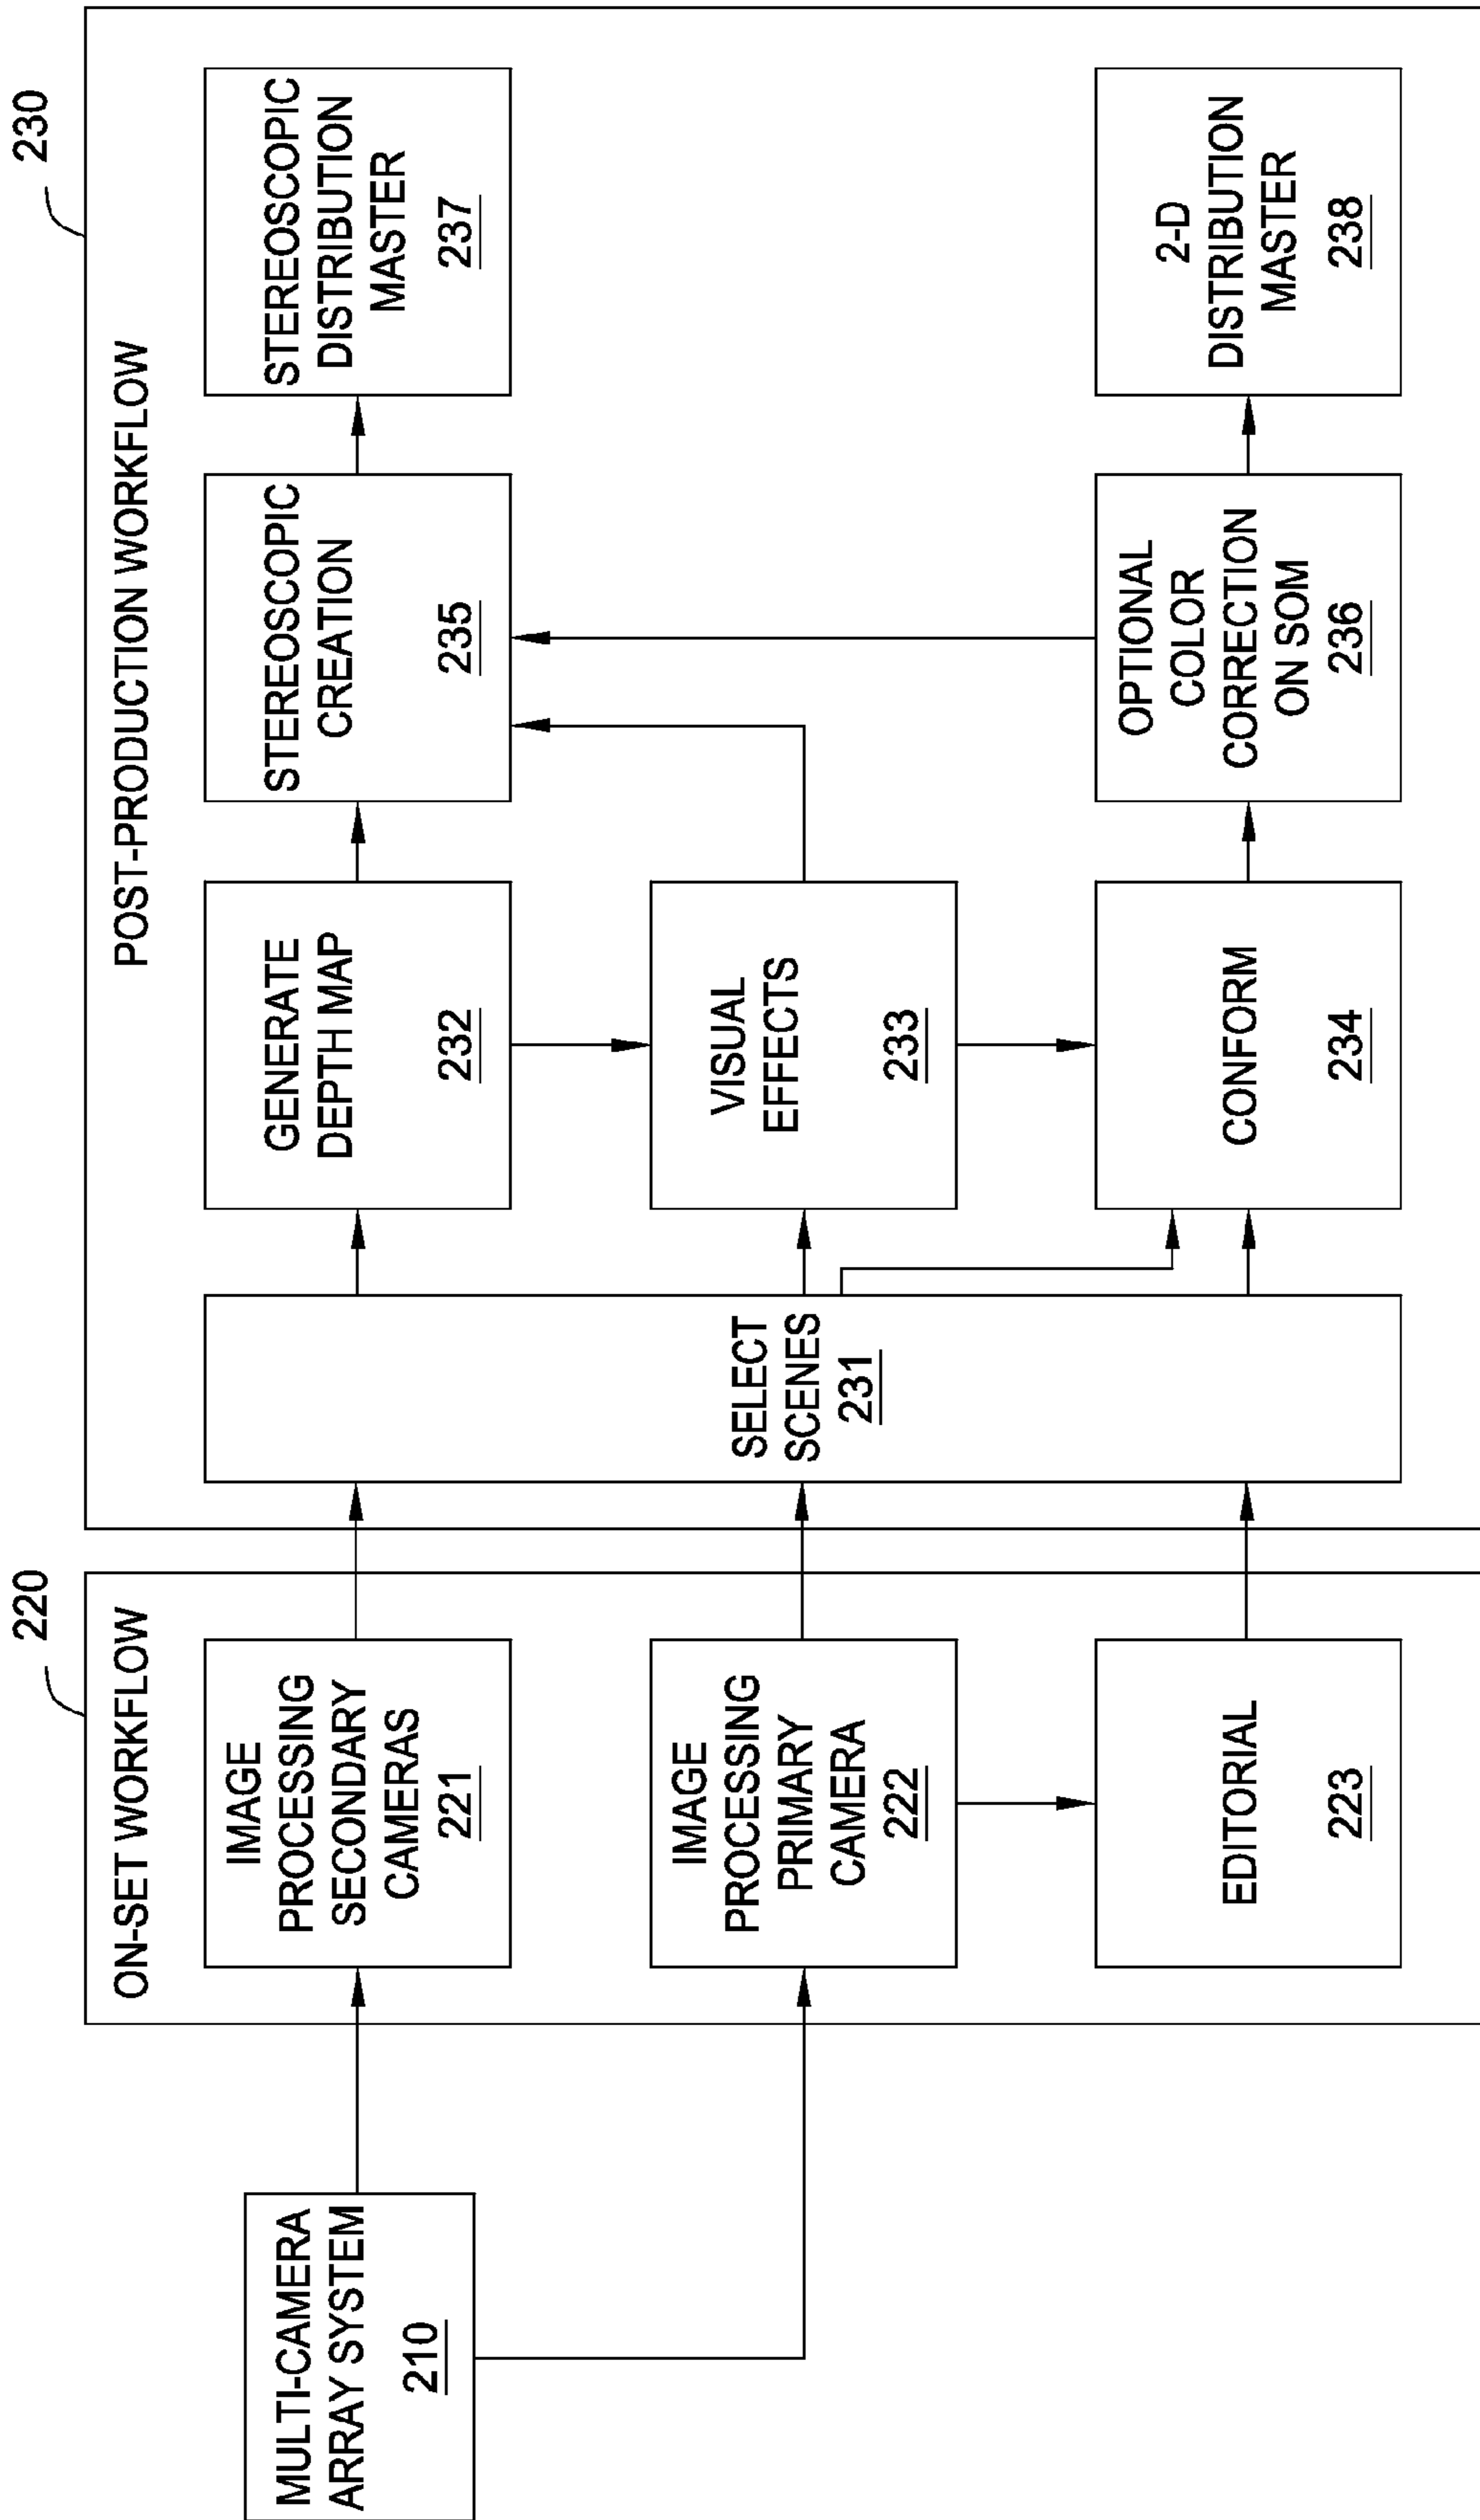 MULTI-CAMERA
ARRAY SYSTEM
210
220
ON-SET WORKFLOW
IMAGE
PROCESSING
SECONDARY
CAMERAS
221
IMAGE
PROCESSING
PRIMARY
CAMERA
222
EDITORIAL
223
230
POST-PRODUCTION WORKFLOW
SELECT
SCENES
231
GENERATE
DEPTH MAP
232
VISUAL
EFFECTS
233
CONFORM
234
STEREOSCOPIC
CREATION
235
OPTIONAL
COLOR
CORRECTION
ON SOM
236
STEREOSCOPIC
DISTRIBUTION
MASTER
237
2-D
DISTRIBUTION
MASTER
238